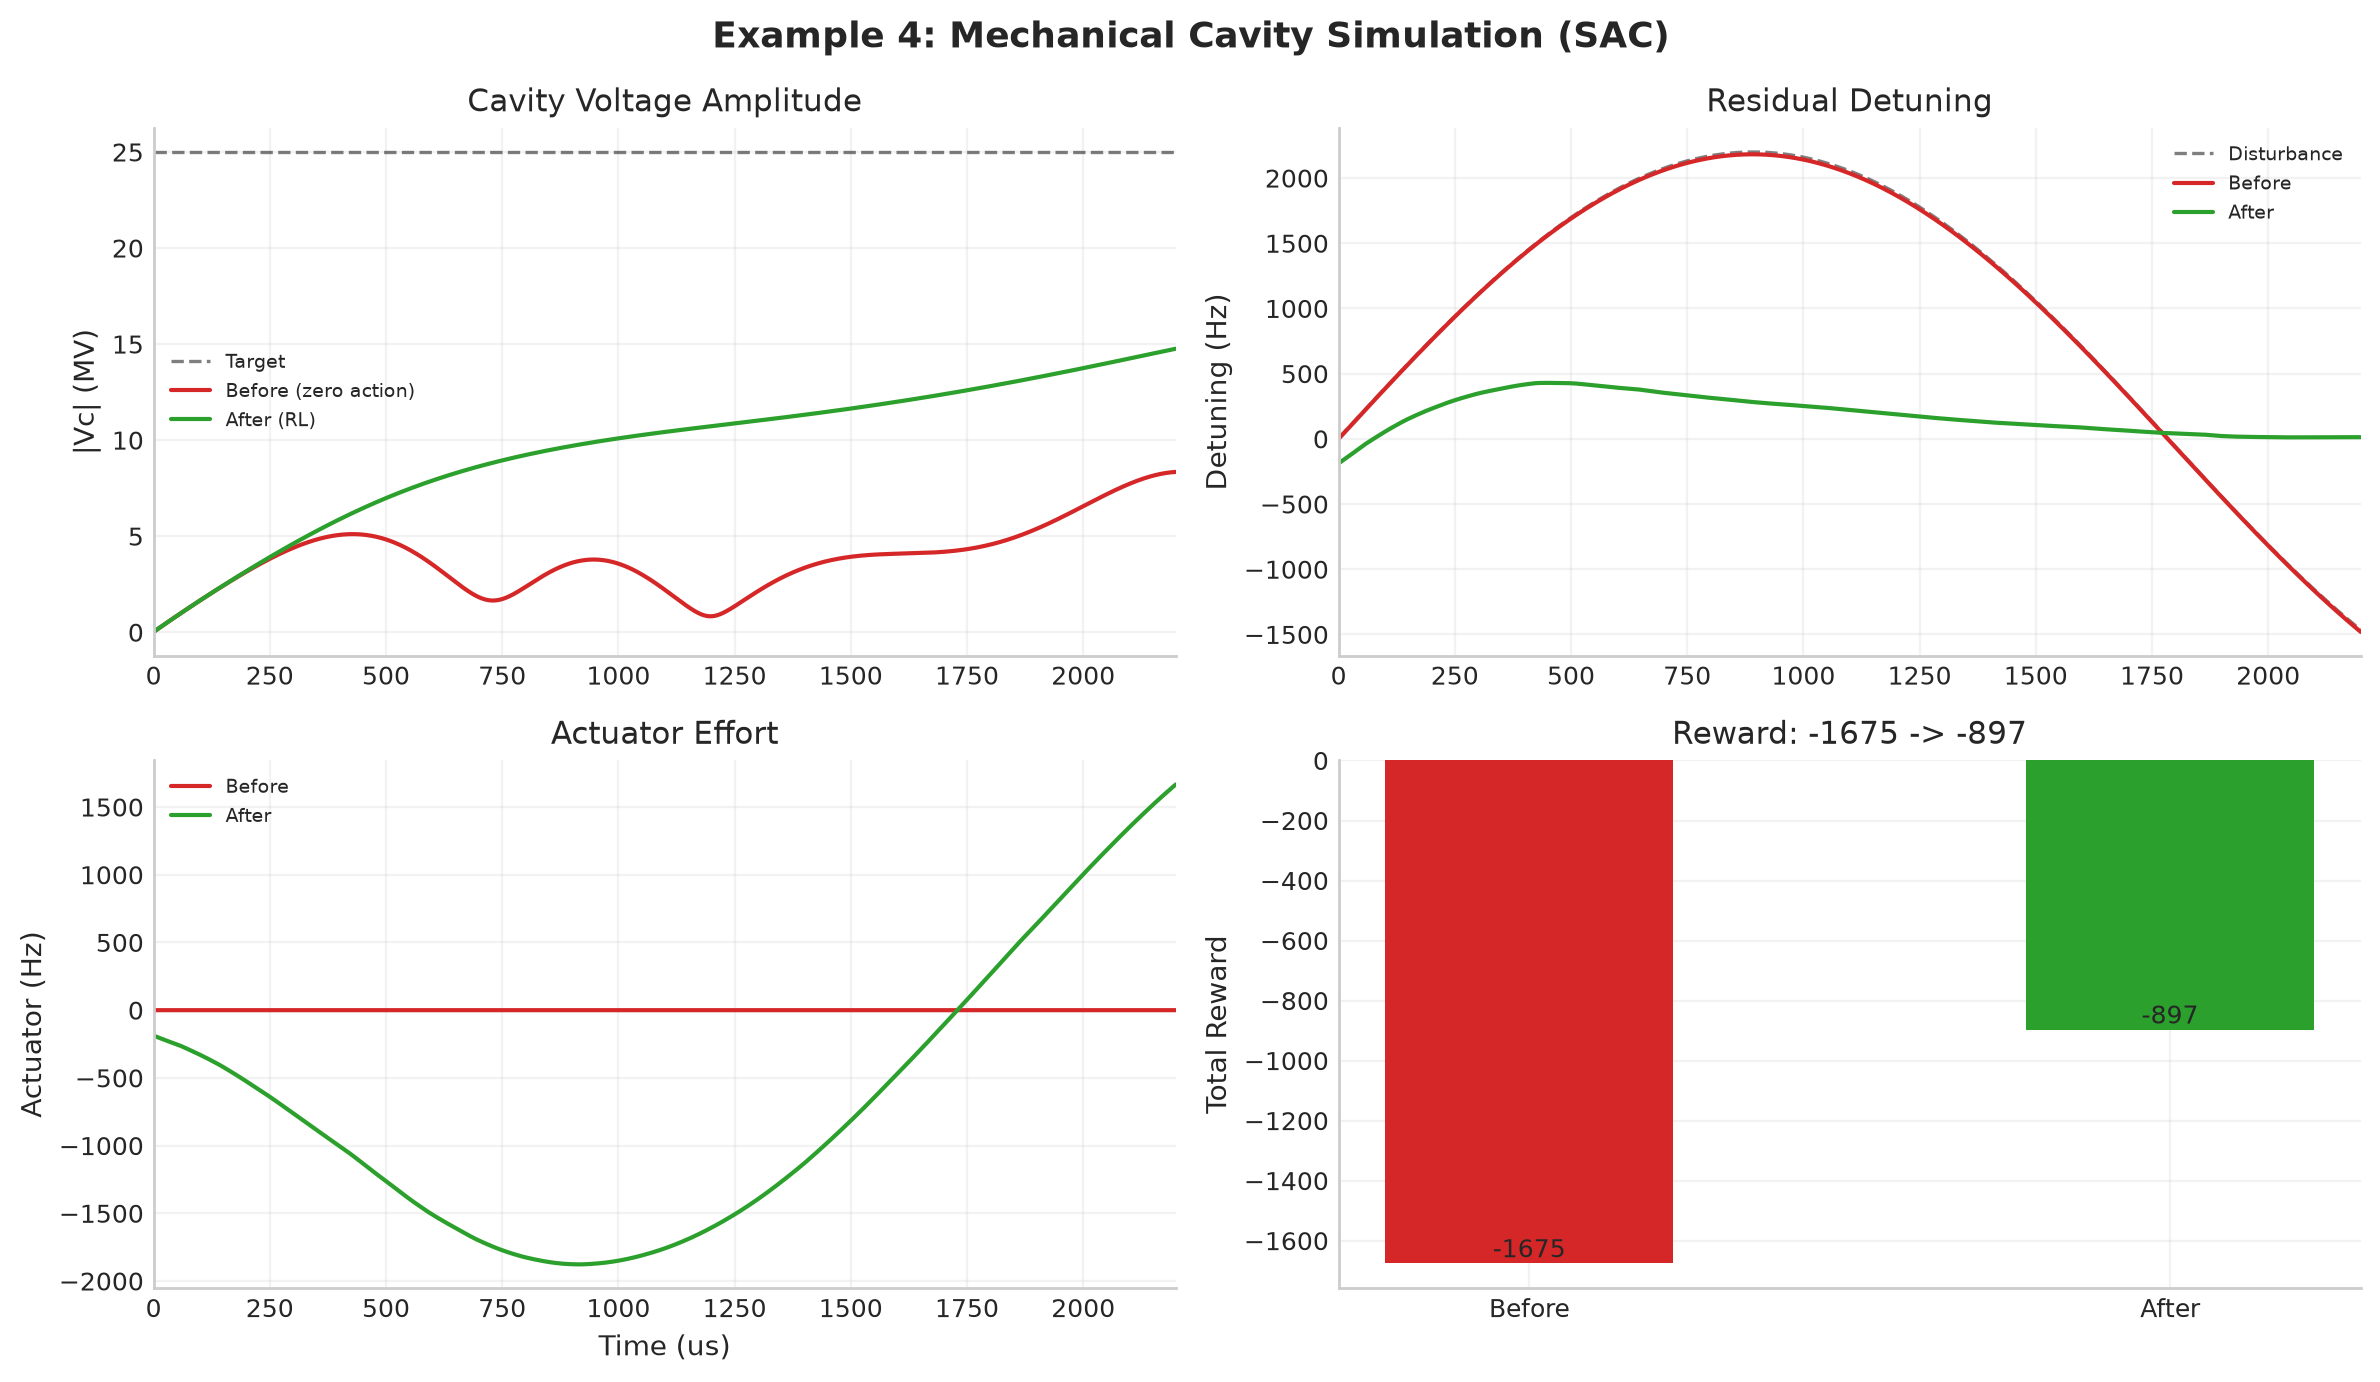 Example 4: Mechanical Cavity Simulation (SAC)
Cavity Voltage Amplitude
|Vc| (MV)
25
20
15
10
5
0
Target
Before (zero action)
After (RL)
0 250 500 750 1000 1250 1500 1750 2000
Residual Detuning
Detuning (Hz)
2000
1500
1000
500
0
−500
−1000
−1500
Disturbance
Before
After
0 250 500 750 1000 1250 1500 1750 2000
Actuator Effort
Actuator (Hz)
1500
1000
500
0
−500
−1000
−1500
−2000
Before
After
0 250 500 750 1000 1250 1500 1750 2000
Time (us)
Reward: -1675 -> -897
Total Reward
0
−200
−400
−600
−800
−1000
−1200
−1400
−1600
-1675
-897
Before After